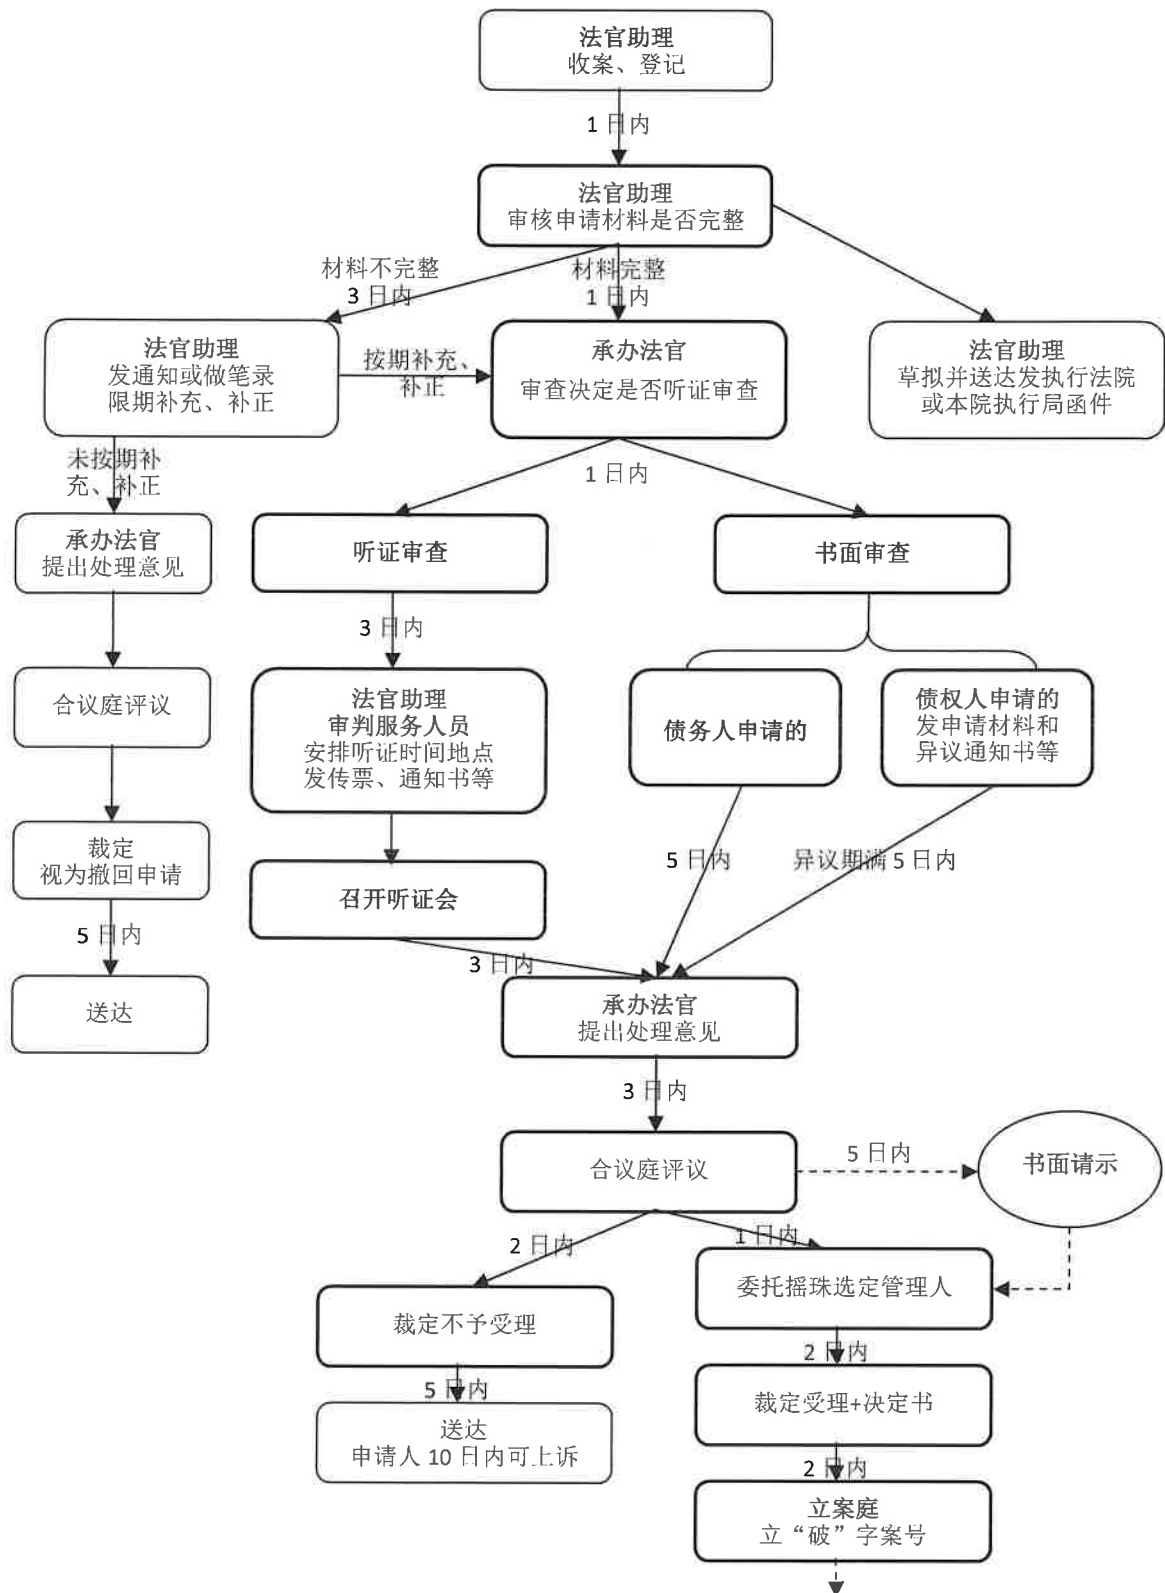 法官助理
收案、登记
1 日内
法官助理
审核申请材料是否完整
材料不完整
3 日内
材料完整
1 日内
法官助理
发通知或做笔录
限期补充、补正
按期补充、
补正
承办法官
审查决定是否听证审查
法官助理
草拟并送达发执行法院
或本院执行局函件
未按期补
充、补正
1 日内
承办法官
提出处理意见
听证审查
书面审查
3 日内
合议庭评议
法官助理
审判服务人员
安排听证时间地点
发传票、通知书等
债务人申请的
债权人申请的
发申请材料和
异议通知书等
裁定
视为撤回申请
召开听证会
5 日内
异议期满 5 日内
5 日内
3 日内
送达
承办法官
提出处理意见
3 日内
合议庭评议
5 日内
书面请示
2 日内
1 日内
裁定不予受理
委托摇珠选定管理人
5 日内
2 日内
送达
申请人 10 日内可上诉
裁定受理+决定书
2 日内
立案庭
立“破”字案号